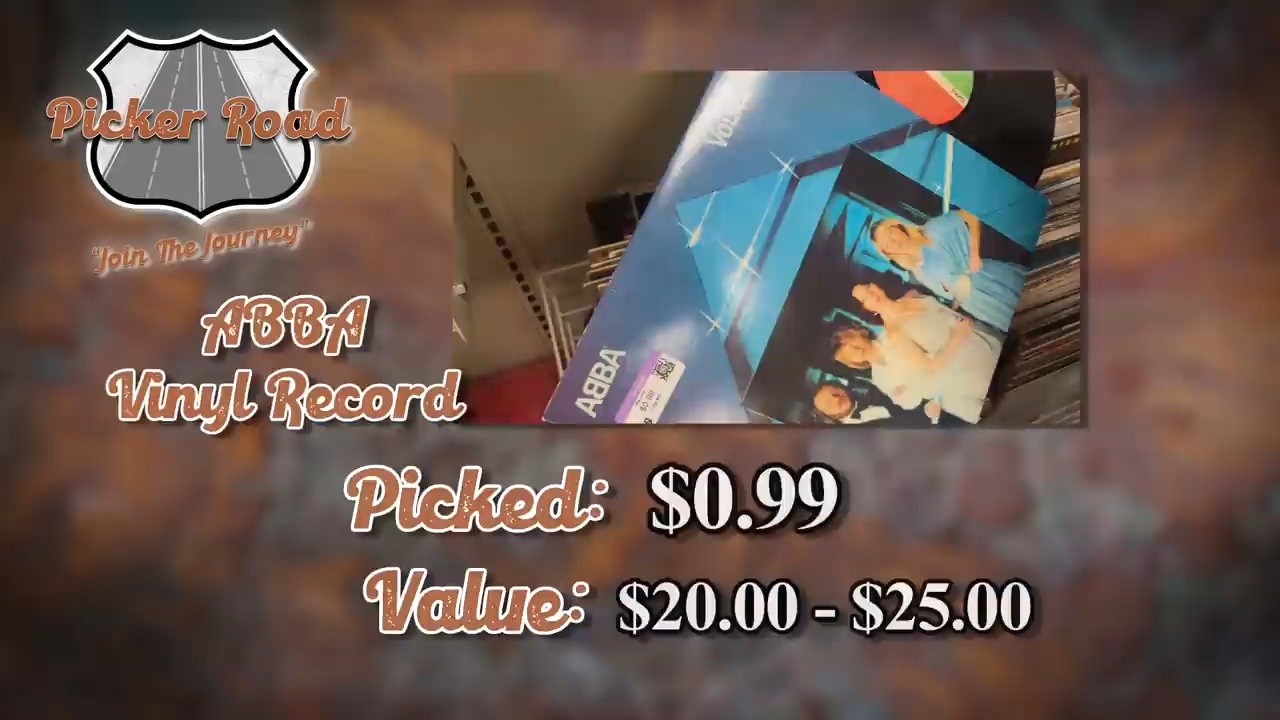 Picker Road
"Join The Journey"
ABBA
Vinyl Record
ABBA
Picked: $0.99
Value: $20.00 - $25.00